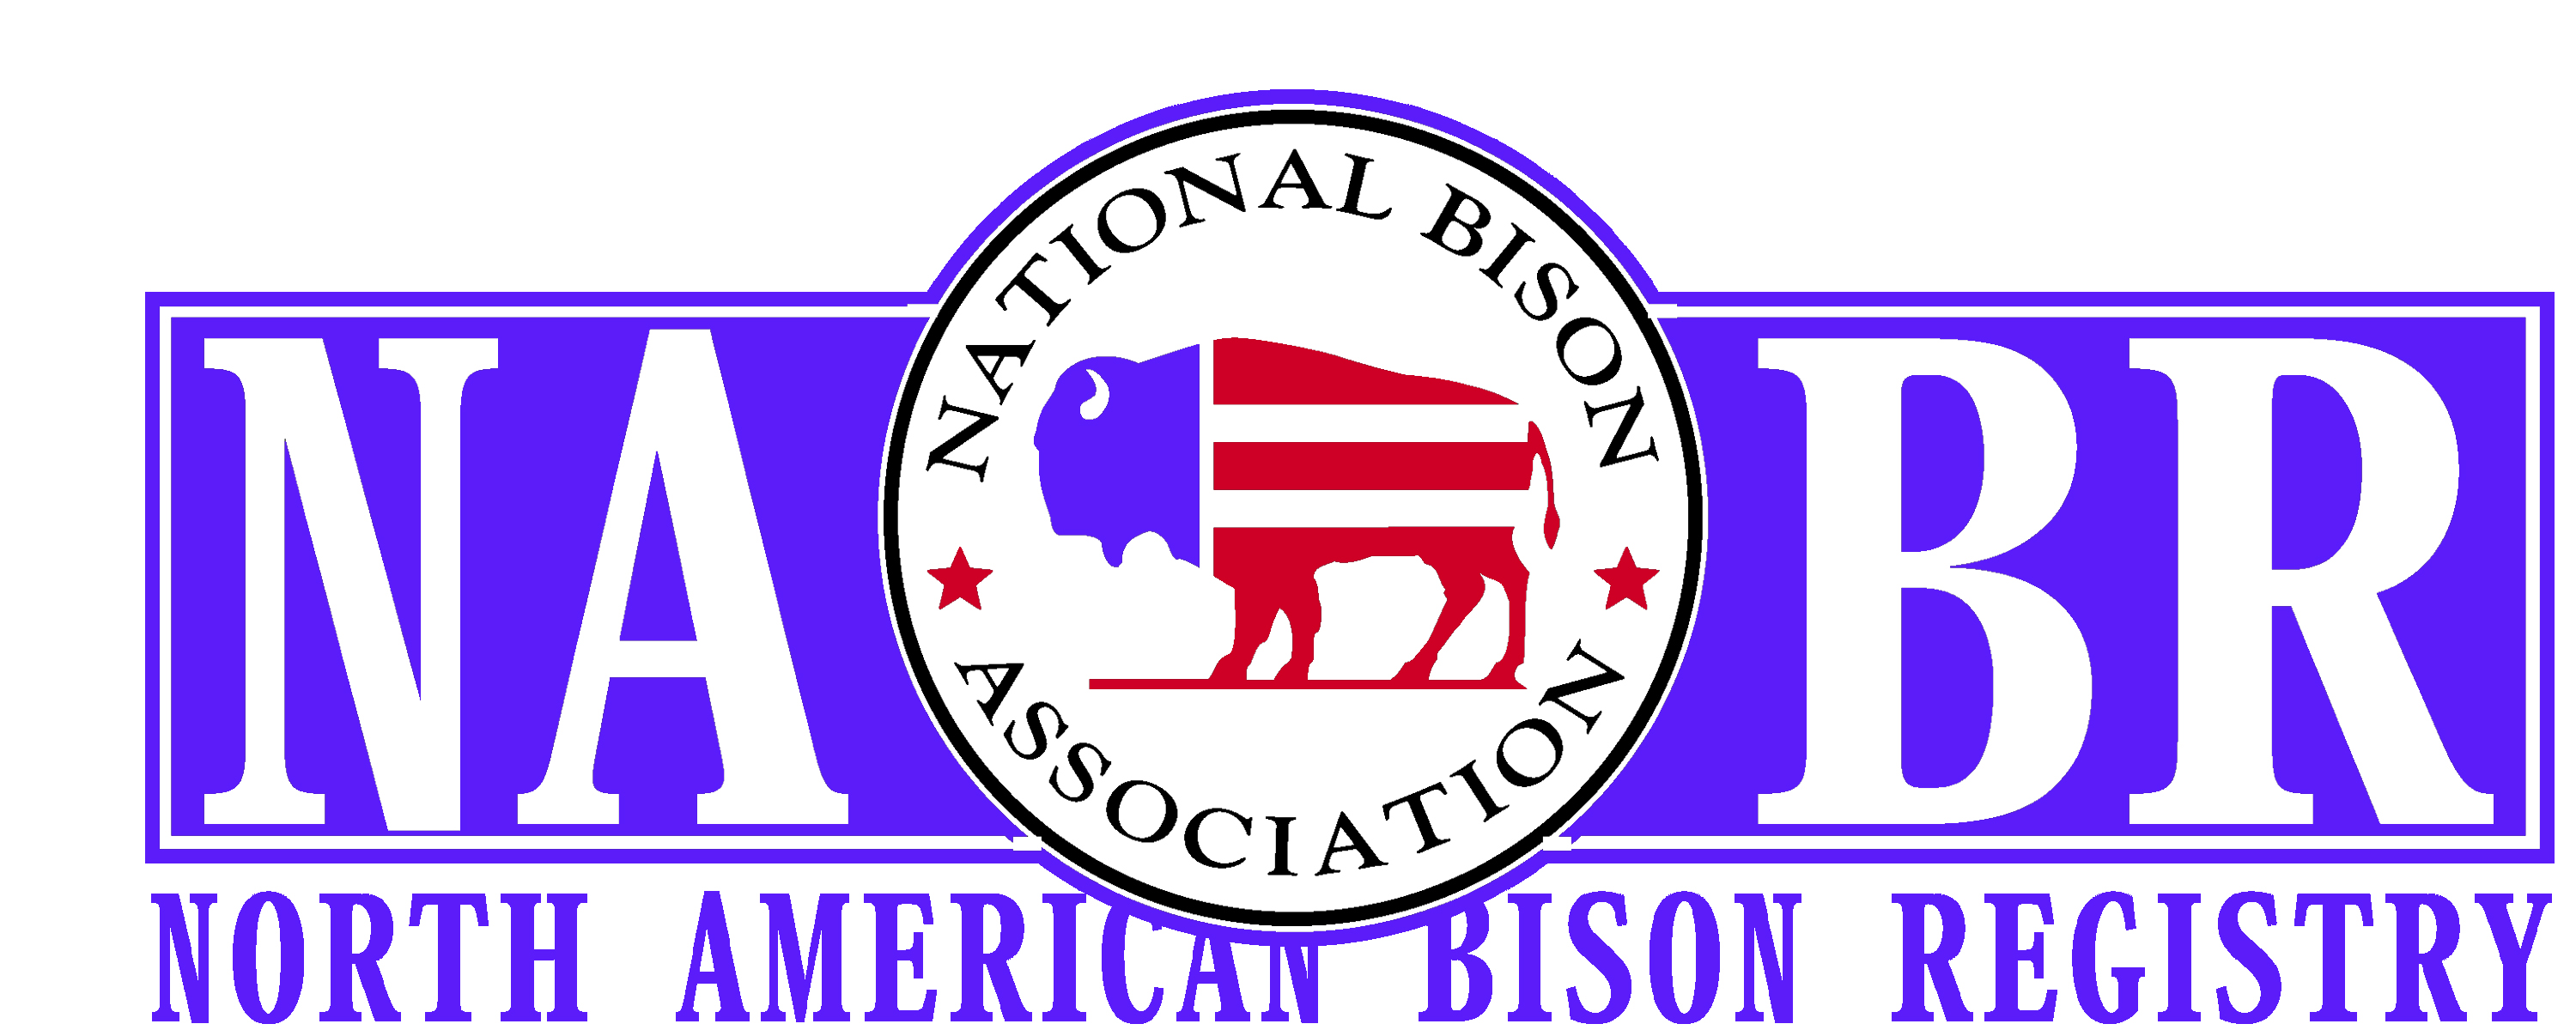 NATIONAL BISON
NA BR
ASSOCIATION
NORTH AMERICAN BISON REGISTRY